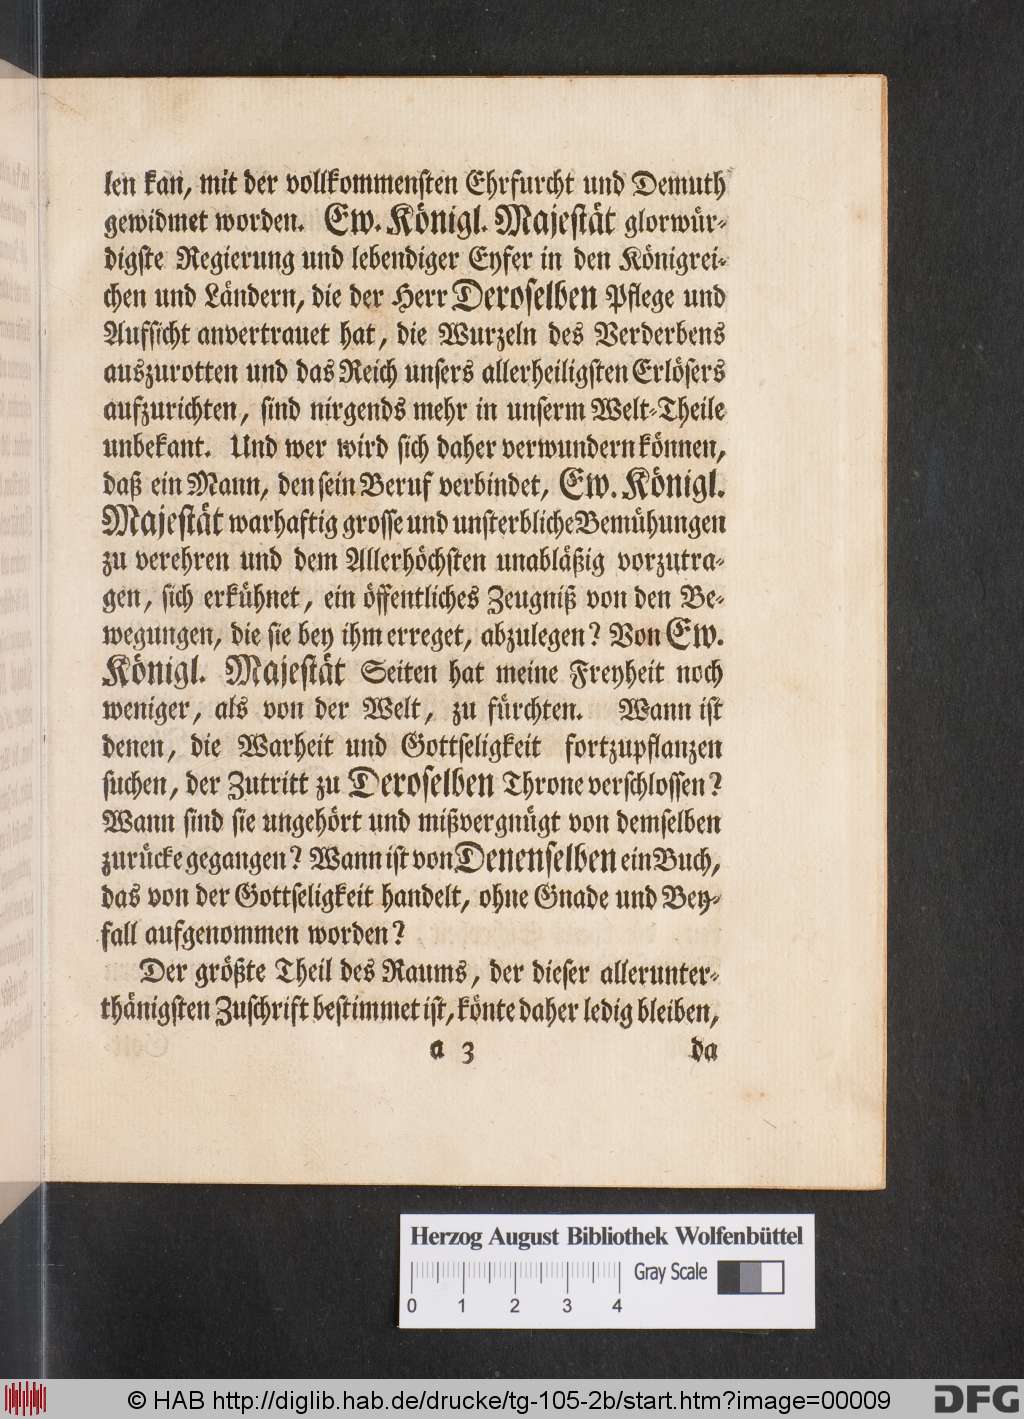 len kan, mit der vollkommensten Ehrfurcht und Demuth
gewidmet worden. Ew. Königl. Majestät glorwür-
digste Regierung und lebendiger Eyfer in den Königrei-
chen und Ländern, die der Herr Deroselben Pflege und
Aufsicht anvertrauet hat, die Wurzeln des Verderbens
auszurotten und das Reich unsers allerheiligsten Erlösers
aufzurichten, sind nirgends mehr in unserm Welt-Theile
unbekant. Und wer wird sich daher verwundern können,
daß ein Mann, den sein Beruf verbindet, Ew. Königl.
Majestät warhaftig grosse und unsterbliche Bemühungen
zu verehren und dem Allerhöchsten unabläßig vorzutra-
gen, sich erkühnet, ein öffentliches Zeugniß von den Be-
wegungen, die sie bey ihm erreget, abzulegen? Von Ew.
Königl. Majestät Seiten hat meine Freyheit noch
weniger, als von der Welt, zu fürchten. Wann ist
denen, die Warheit und Gottseligkeit fortzupflanzen
suchen, der Zutritt zu Deroselben Throne verschlossen?
Wann sind sie ungehört und mißvergnügt von demselben
zurücke gegangen? Wann ist von Denenselben ein Buch,
das von der Gottseligkeit handelt, ohne Gnade und Bey-
fall aufgenommen worden?
Der größte Theil des Raums, der dieser allerunter-
thänigsten Zuschrift bestimmet ist, könte daher ledig bleiben,
a 3 da
Herzog August Bibliothek Wolfenbüttel
Gray Scale
0 1 2 3 4
© HAB http://diglib.hab.de/drucke/tg-105-2b/start.htm?image=00009
DFG